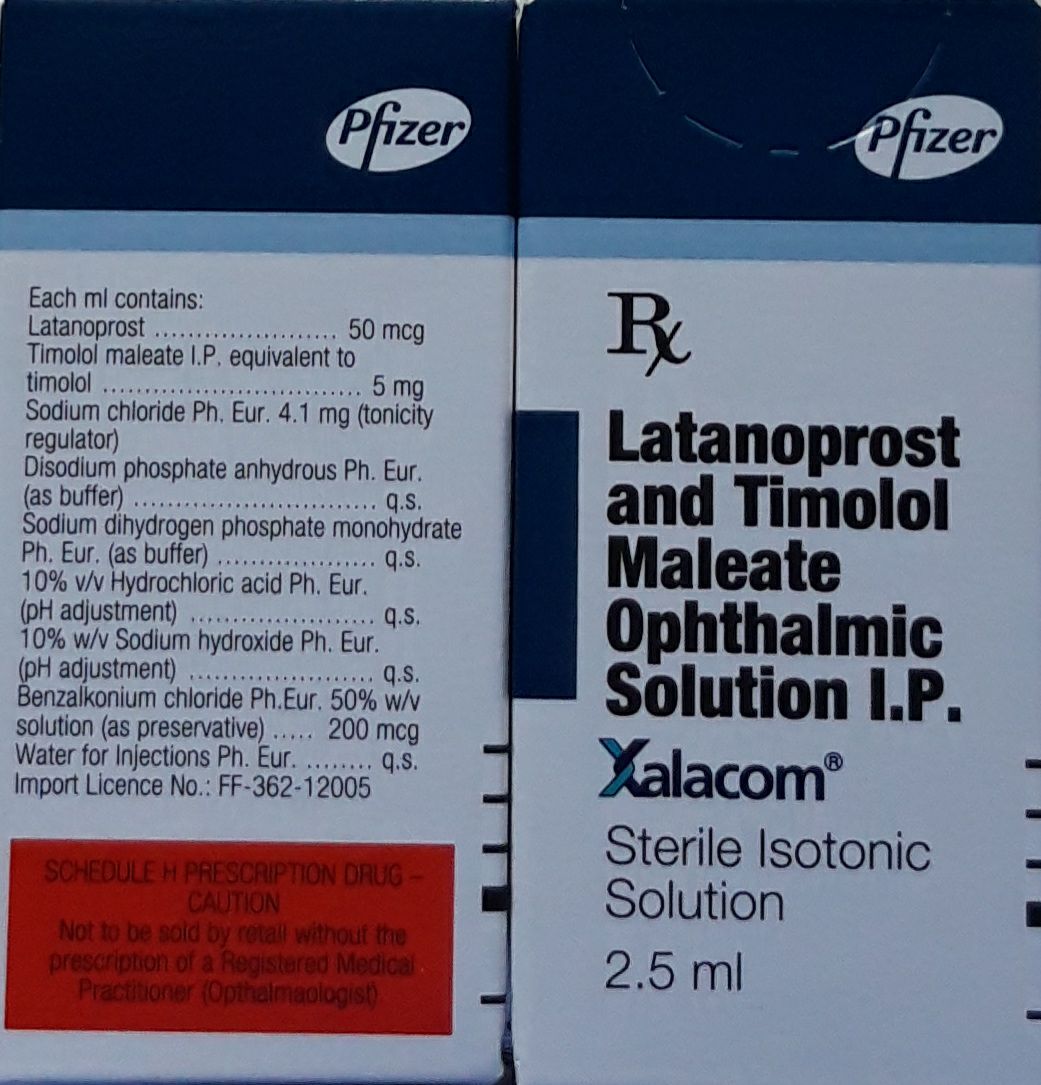 Pfizer
Each ml contains:
Latanoprost ...................... 50 mcg
Timolol maleate I.P. equivalent to
timolol ............................... 5 mg
Sodium chloride Ph. Eur. 4.1 mg (tonicity
regulator)
Disodium phosphate anhydrous Ph. Eur.
(as buffer) ............................. q.s.
Sodium dihydrogen phosphate monohydrate
Ph. Eur. (as buffer) ................... q.s.
10% v/v Hydrochloric acid Ph. Eur.
(pH adjustment) ...................... q.s.
10% w/v Sodium hydroxide Ph. Eur.
(pH adjustment) ...................... q.s.
Benzalkonium chloride Ph.Eur. 50% w/v
solution (as preservative) ..... 200 mcg
Water for Injections Ph. Eur. ........ q.s.
Import Licence No.: FF-362-12005
SCHEDULE H PRESCRIPTION DRUG –
CAUTION
Not to be sold by retail without the
prescription of a Registered Medical
Practitioner (Opthalmaologist)
Pfizer
Rx
Latanoprost
and Timolol
Maleate
Ophthalmic
Solution I.P.
Xalacom®
Sterile Isotonic
Solution
2.5 ml